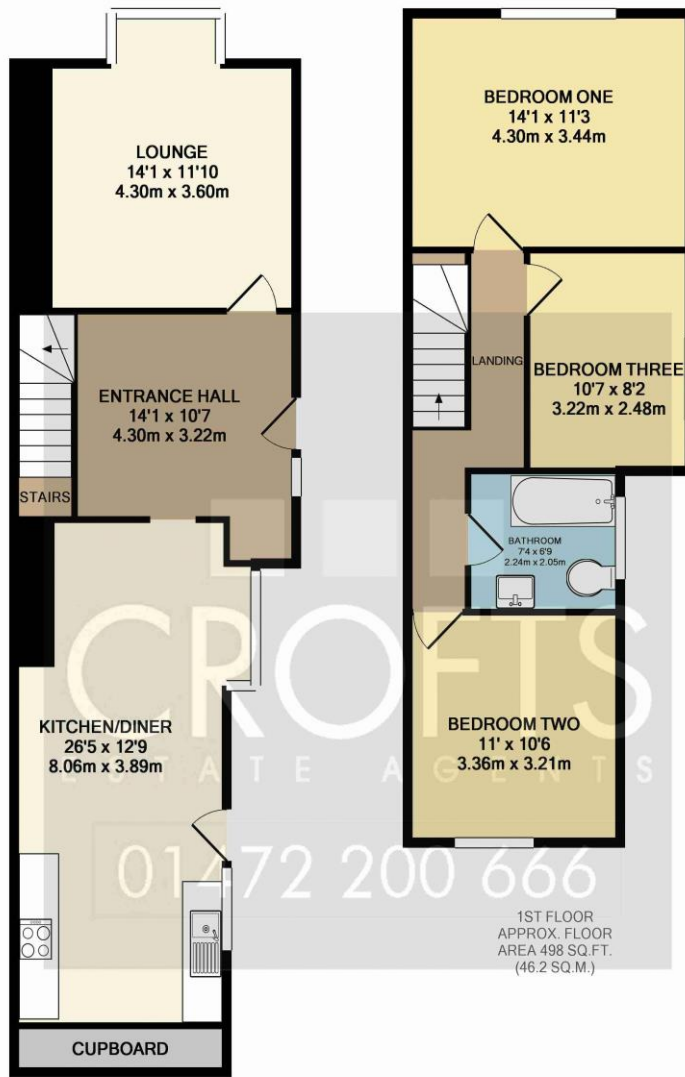 LOUNGE
14'1 x 11'10
4.30m x 3.60m
ENTRANCE HALL
14'1 x 10'7
4.30m x 3.22m
STAIRS
KITCHEN/DINER
26'5 x 12'9
8.06m x 3.89m
CUPBOARD
BEDROOM ONE
14'1 x 11'3
4.30m x 3.44m
LANDING
BEDROOM THREE
10'7 x 8'2
3.22m x 2.48m
BATHROOM
7'4 x 6'9
2.24m x 2.05m
BEDROOM TWO
11' x 10'6
3.36m x 3.21m
1ST FLOOR
APPROX. FLOOR
AREA 498 SQ.FT.
(46.2 SQ.M.)
CROFTS
ESTATE AGENTS
01472 200 666